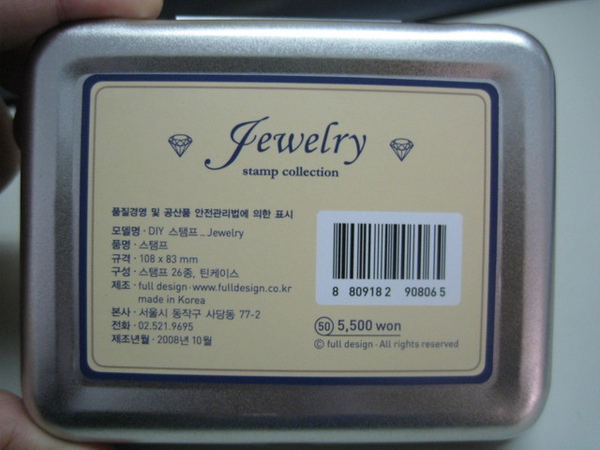 Jewelry
stamp collection
품질경영 및 공산품 안전관리법에 의한 표시
모델명 · DIY 스탬프 _ Jewelry
품명 · 스탬프
규격 · 108 x 83 mm
구성 · 스탬프 26종, 틴케이스
제조 · full design · www.fulldesign.co.kr
made in Korea
본사 · 서울시 동작구 사당동 77-2
전화 · 02.521.9695
제조년월 · 2008년 10월
8 809182 908065
50 5,500 won
ⓒ full design · All rights reserved